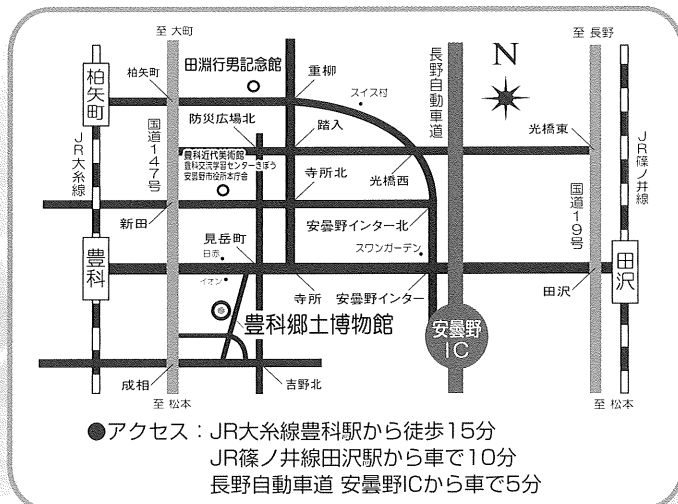 至 大町
至 長野
N
田淵行男記念館
長野自動車道
柏矢町
柏矢町
重柳
スイス村
JR大糸線
国道147号
防災広場北
踏入
光橋東
JR篠ノ井線
豊科近代美術館
豊科交流学習センターきぼう
安曇野市役所本庁舎
寺所北
光橋西
国道19号
新田
安曇野インター北
見岳町
スワンガーデン
日赤
豊科
イオン
田沢
寺所
安曇野インター
田沢
豊科郷土博物館
安曇野
IC
成相
吉野北
至 松本
至 松本
●アクセス：JR大糸線豊科駅から徒歩15分
JR篠ノ井線田沢駅から車で10分
長野自動車道 安曇野ICから車で5分